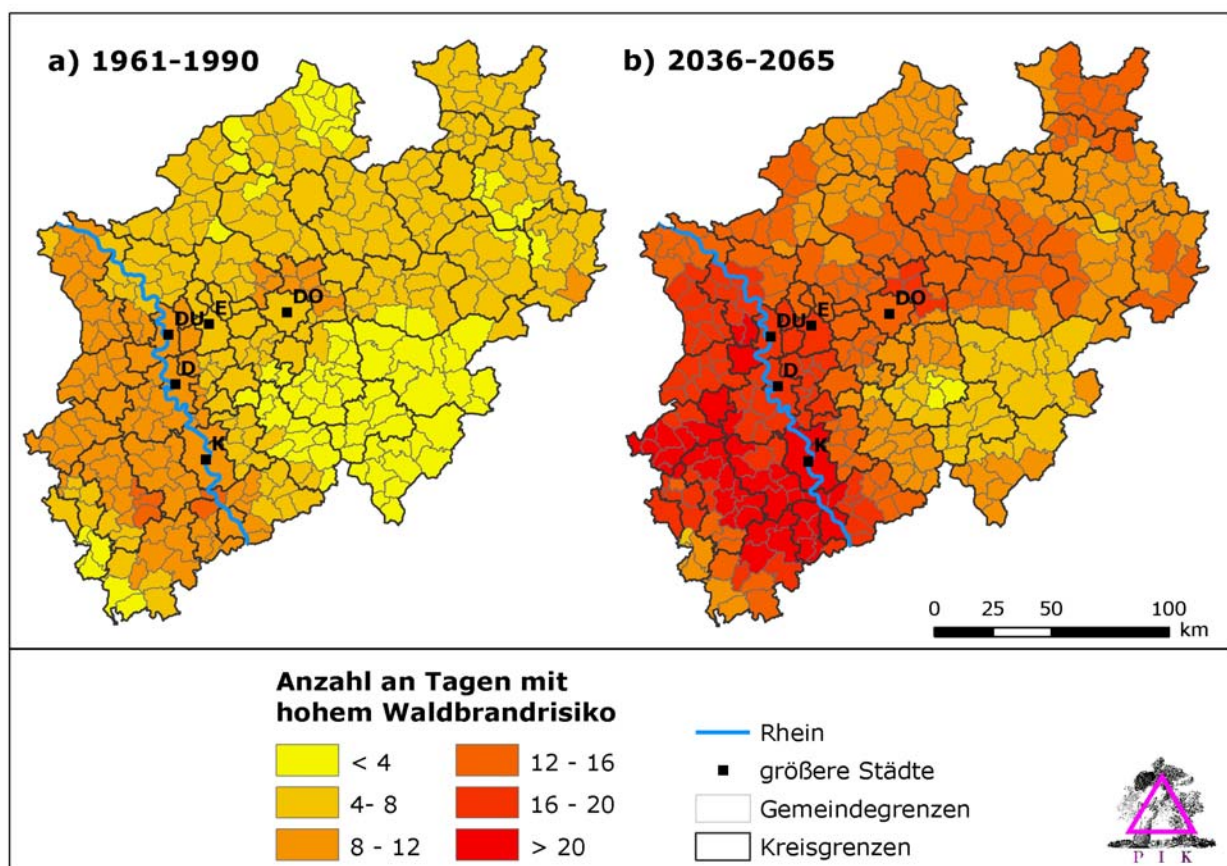 a) 1961-1990
b) 2036-2065
DO
E
DU
D
K
DO
E
DU
D
K
0 25 50 100
km
Anzahl an Tagen mit
hohem Waldbrandrisiko
< 4
4- 8
8 - 12
12 - 16
16 - 20
> 20
Rhein
größere Städte
Gemeindegrenzen
Kreisgrenzen
P I K